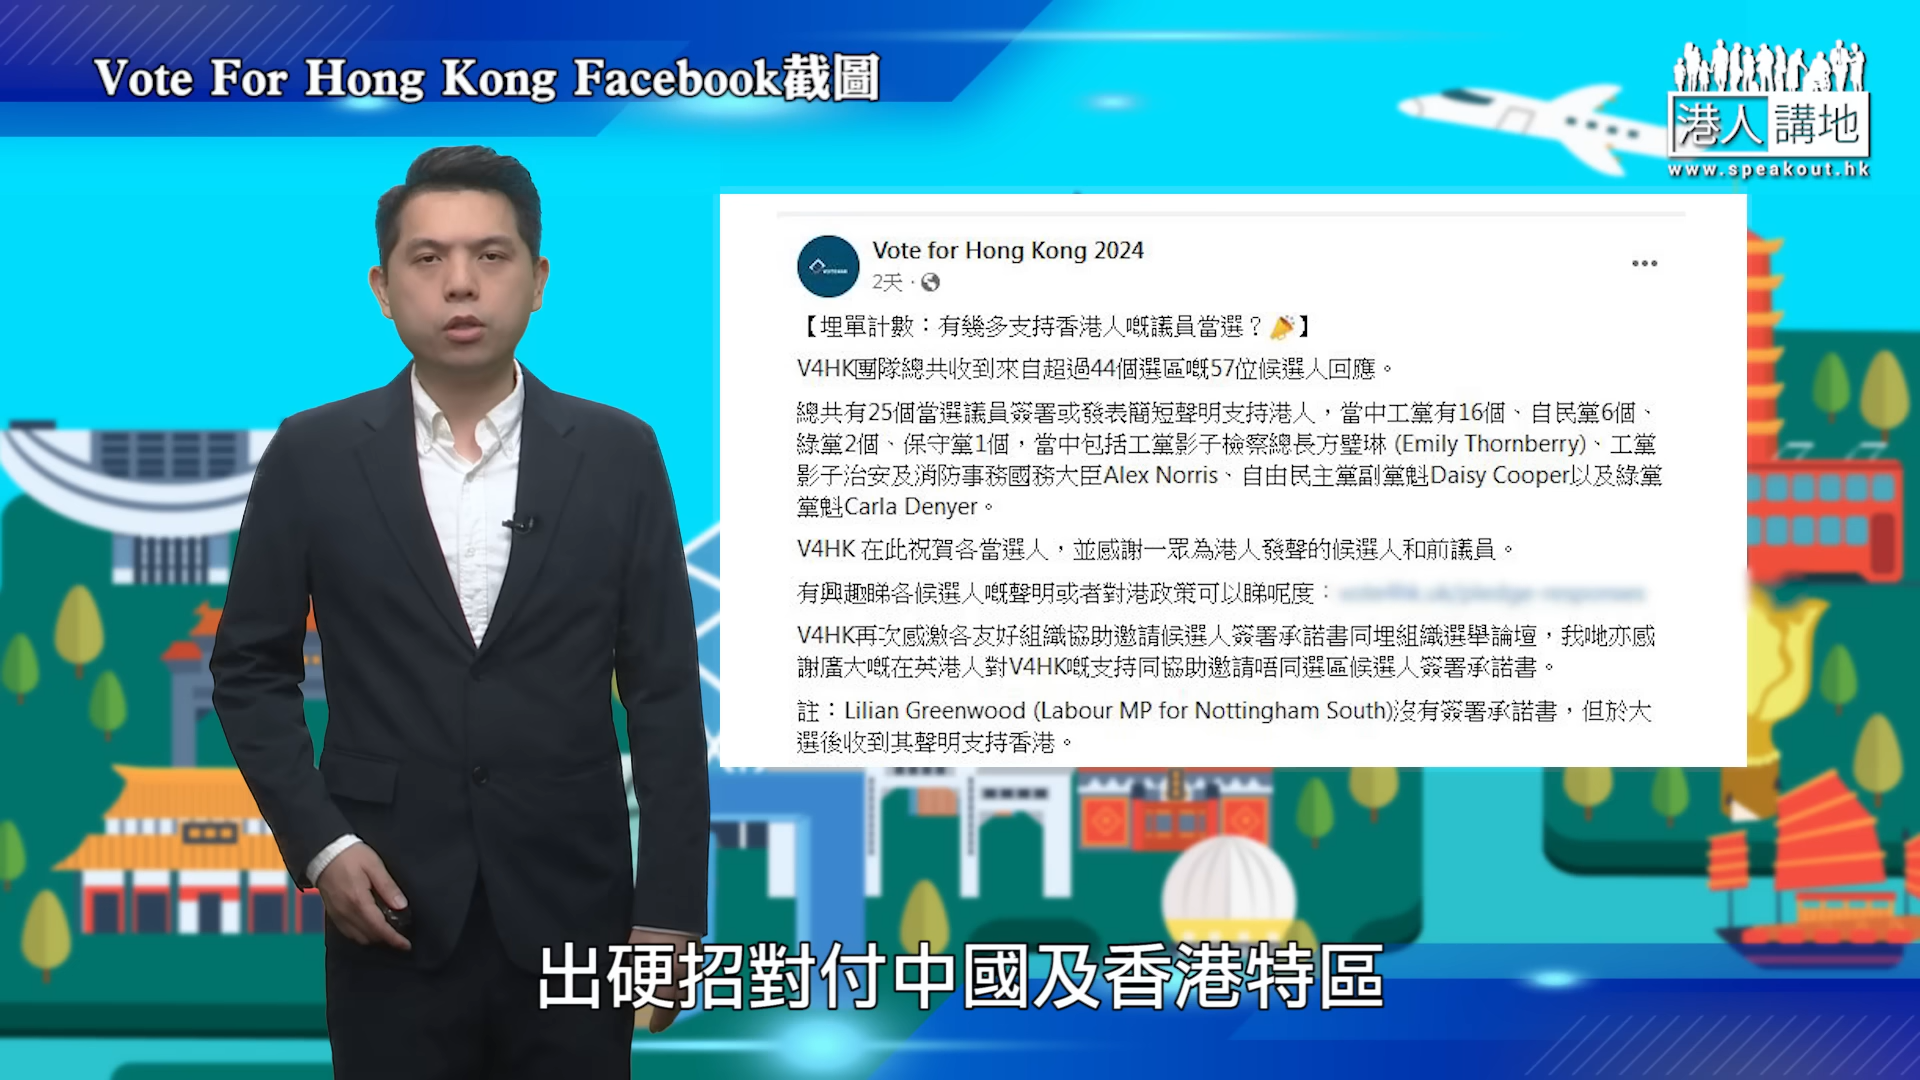 Vote For Hong Kong Facebook截圖
港人講地
www.speakout.hk
Vote for Hong Kong 2024
2天 ·
【埋單計數：有幾多支持香港人嘅議員當選？📣】
V4HK團隊總共收到來自超過44個選區嘅57位候選人回應。
總共有25個當選議員簽署或發表簡短聲明支持港人，當中工黨有16個、自民黨6個、
綠黨2個、保守黨1個，當中包括工黨影子檢察總長方璧琳 (Emily Thornberry)、工黨
影子治安及消防事務國務大臣Alex Norris、自由民主黨副黨魁Daisy Cooper以及綠黨
黨魁Carla Denyer。
V4HK 在此祝賀各當選人，並感謝一眾為港人發聲的候選人和前議員。
有興趣睇各候選人嘅聲明或者對港政策可以睇呢度：
V4HK再次感激各友好組織協助邀請候選人簽署承諾書同埋組織選舉論壇，我哋亦感
謝廣大嘅在英港人對V4HK嘅支持同協助邀請唔同選區候選人簽署承諾書。
註：Lilian Greenwood (Labour MP for Nottingham South)沒有簽署承諾書，但於大
選後收到其聲明支持香港。
出硬招對付中國及香港特區